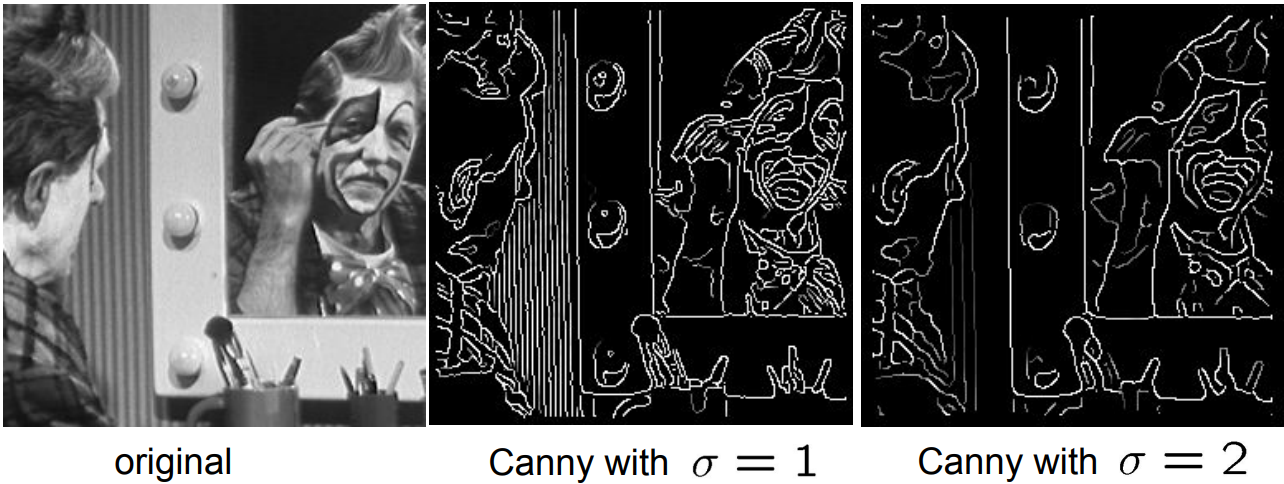 original
Canny with σ = 1
Canny with σ = 2